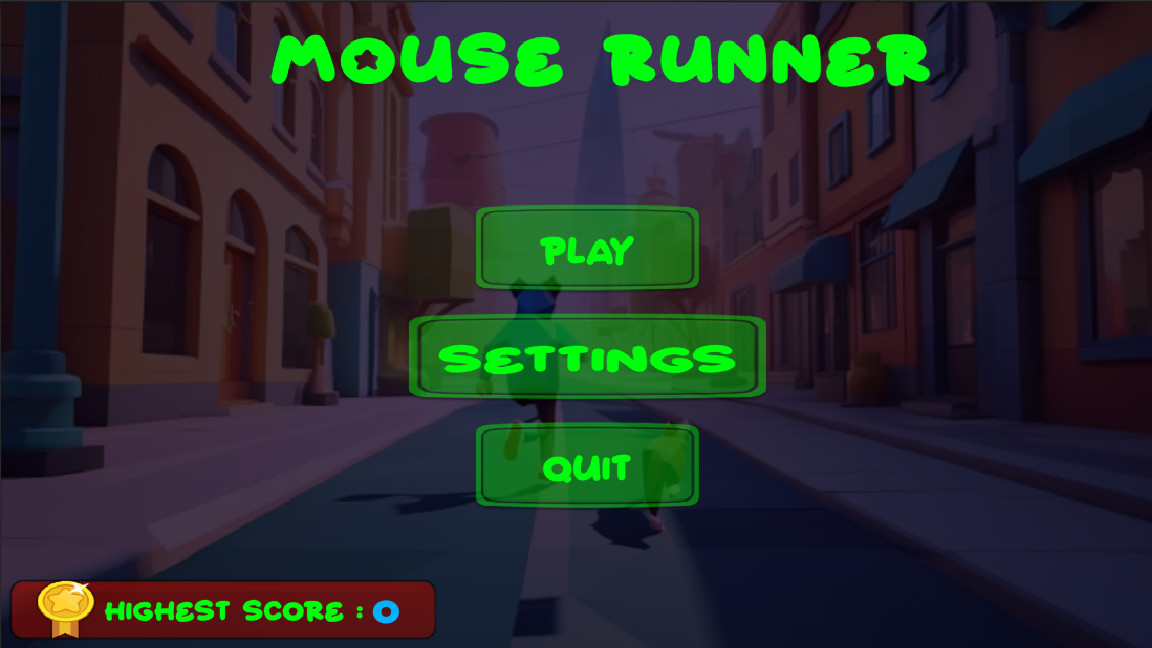 MOUSE RUNNER
PLAY
SETTINGS
QUIT
HIGHEST SCORE : 0